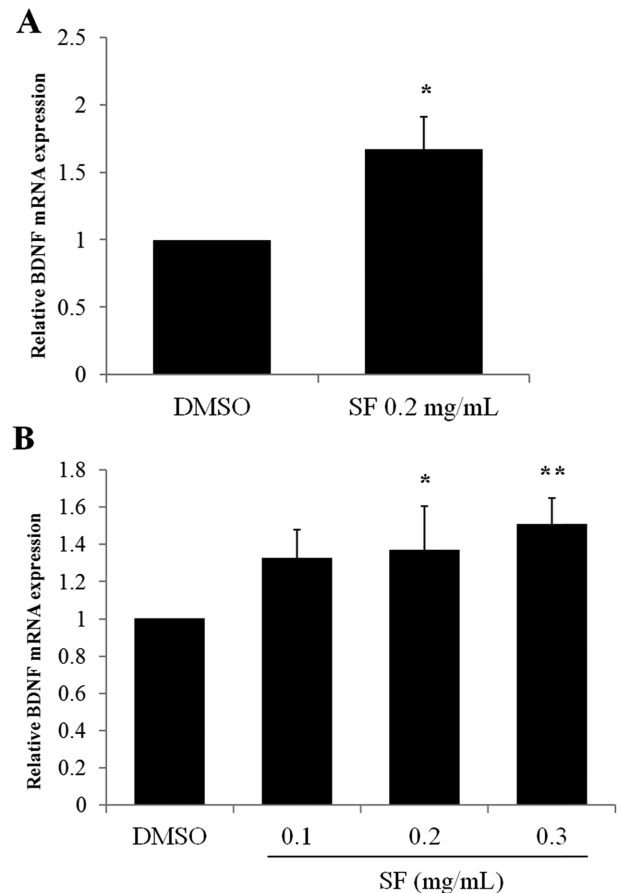 A
Relative BDNF mRNA expression
2.5
2
1.5
1
0.5
0
*
DMSO
SF 0.2 mg/mL
B
Relative BDNF mRNA expression
1.8
1.6
1.4
1.2
1
0.8
0.6
0.4
0.2
0
*
**
DMSO
0.1
0.2
0.3
SF (mg/mL)